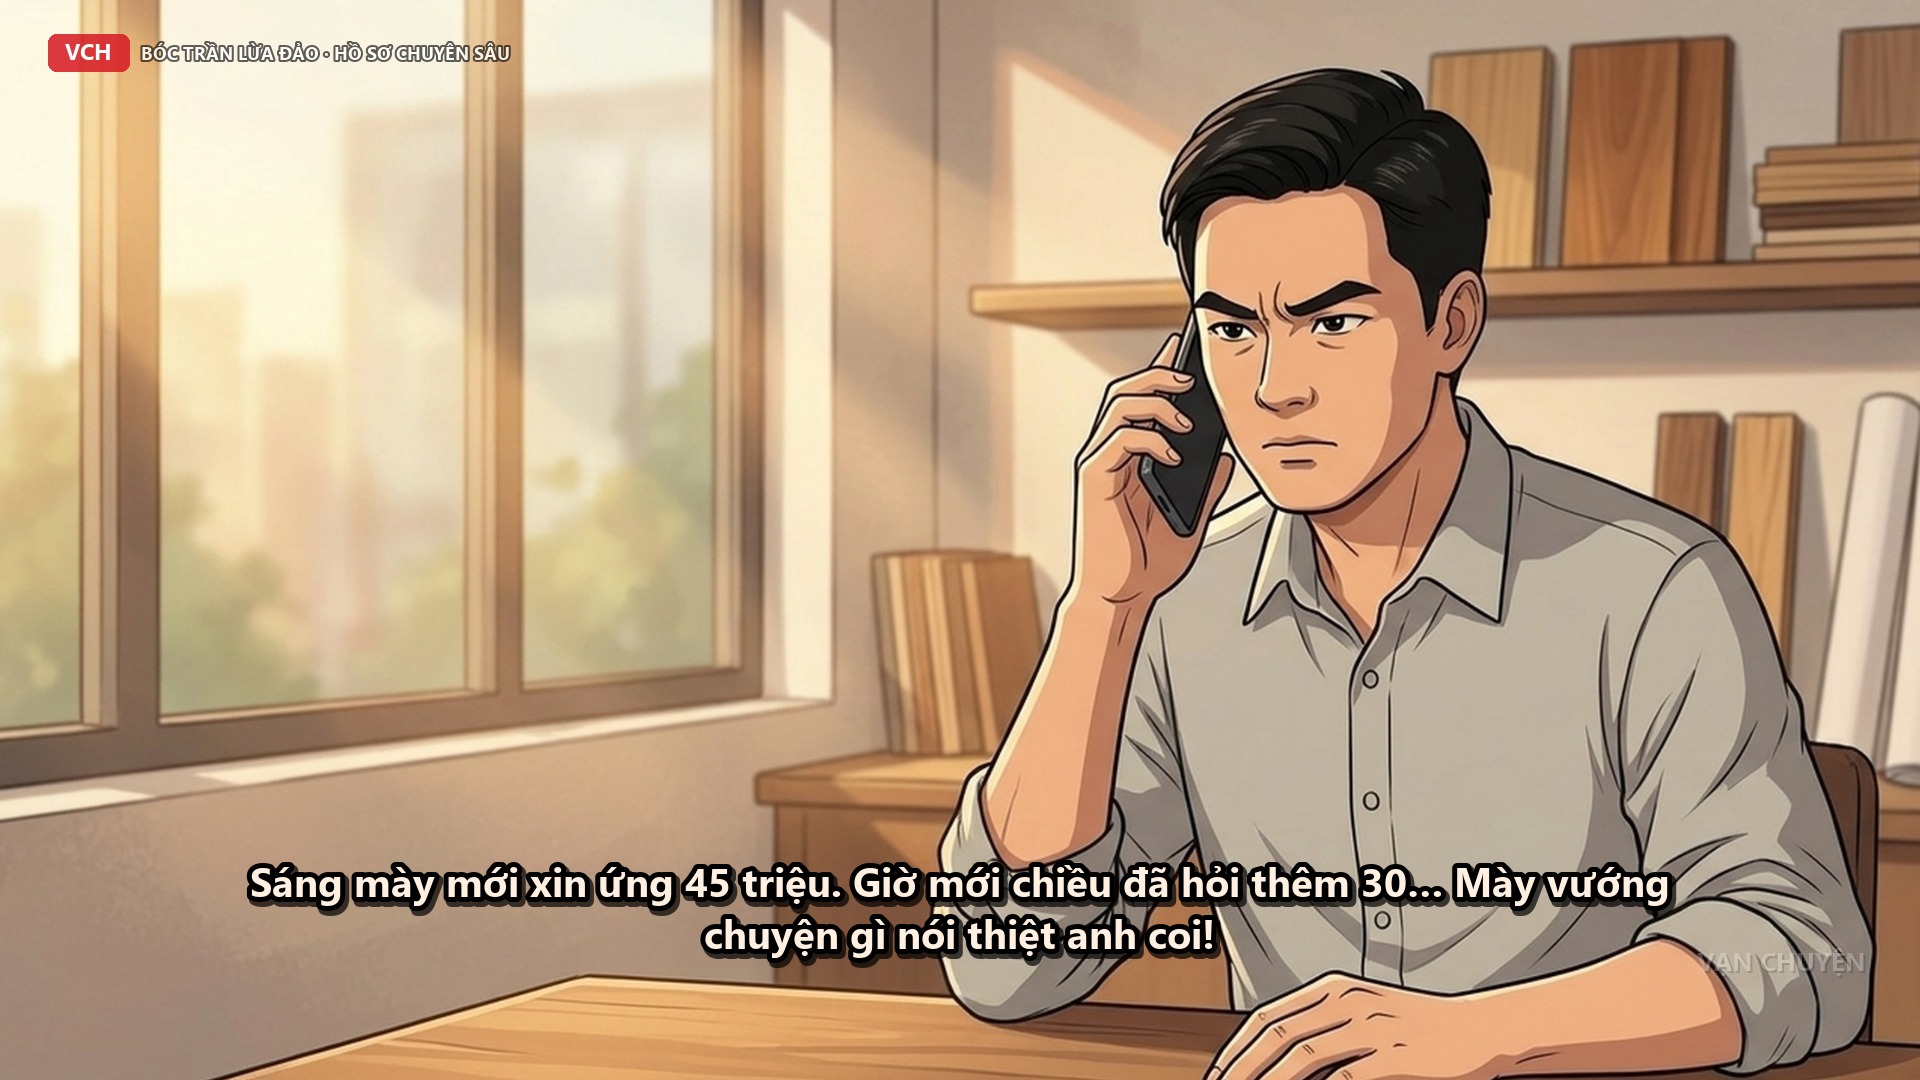 VCH BÓC TRẦN LỪA ĐẢO · HỒ SƠ CHUYÊN SÂU
Sáng mày mới xin ứng 45 triệu. Giờ mới chiều đã hỏi thêm 30... Mày vướng
chuyện gì nói thiệt anh coi!
VẠN CHUYỆN